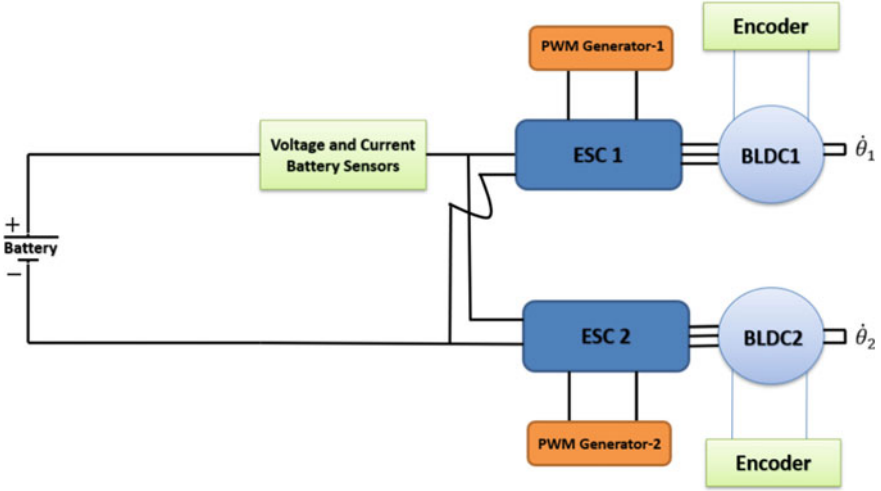 PWM Generator-1
Encoder
Voltage and Current
Battery Sensors
ESC 1
BLDC1
θ̇₁
+
Battery
−
ESC 2
BLDC2
θ̇₂
PWM Generator-2
Encoder